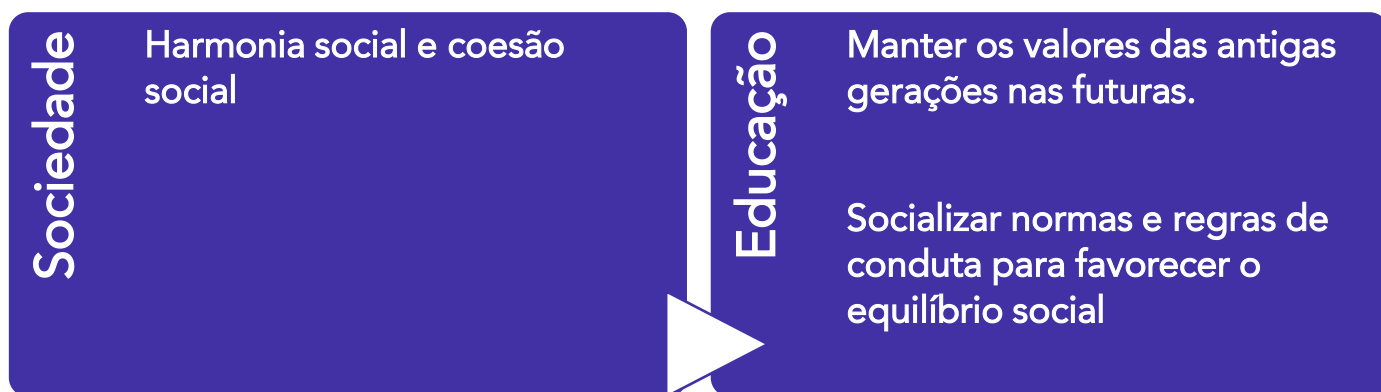 Sociedade
Harmonia social e coesão
social
Educação
Manter os valores das antigas
gerações nas futuras.
Socializar normas e regras de
conduta para favorecer o
equilíbrio social